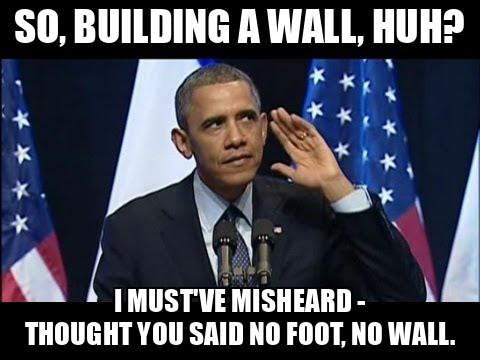 SO, BUILDING A WALL, HUH?
I MUST'VE MISHEARD -
THOUGHT YOU SAID NO FOOT, NO WALL.